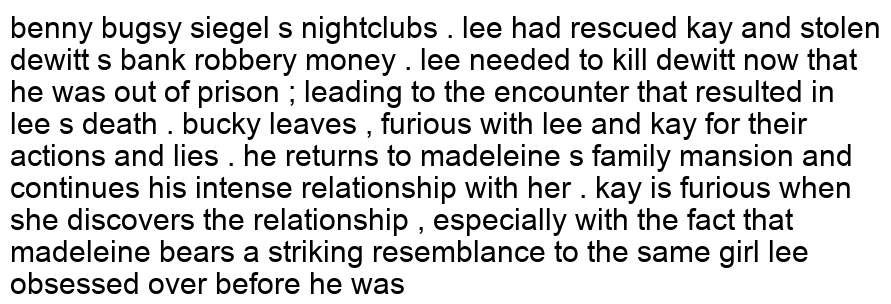 benny bugsy siegel s nightclubs . lee had rescued kay and stolen
dewitt s bank robbery money . lee needed to kill dewitt now that
he was out of prison ; leading to the encounter that resulted in
lee s death . bucky leaves , furious with lee and kay for their
actions and lies . he returns to madeleine s family mansion and
continues his intense relationship with her . kay is furious when
she discovers the relationship , especially with the fact that
madeleine bears a striking resemblance to the same girl lee
obsessed over before he was